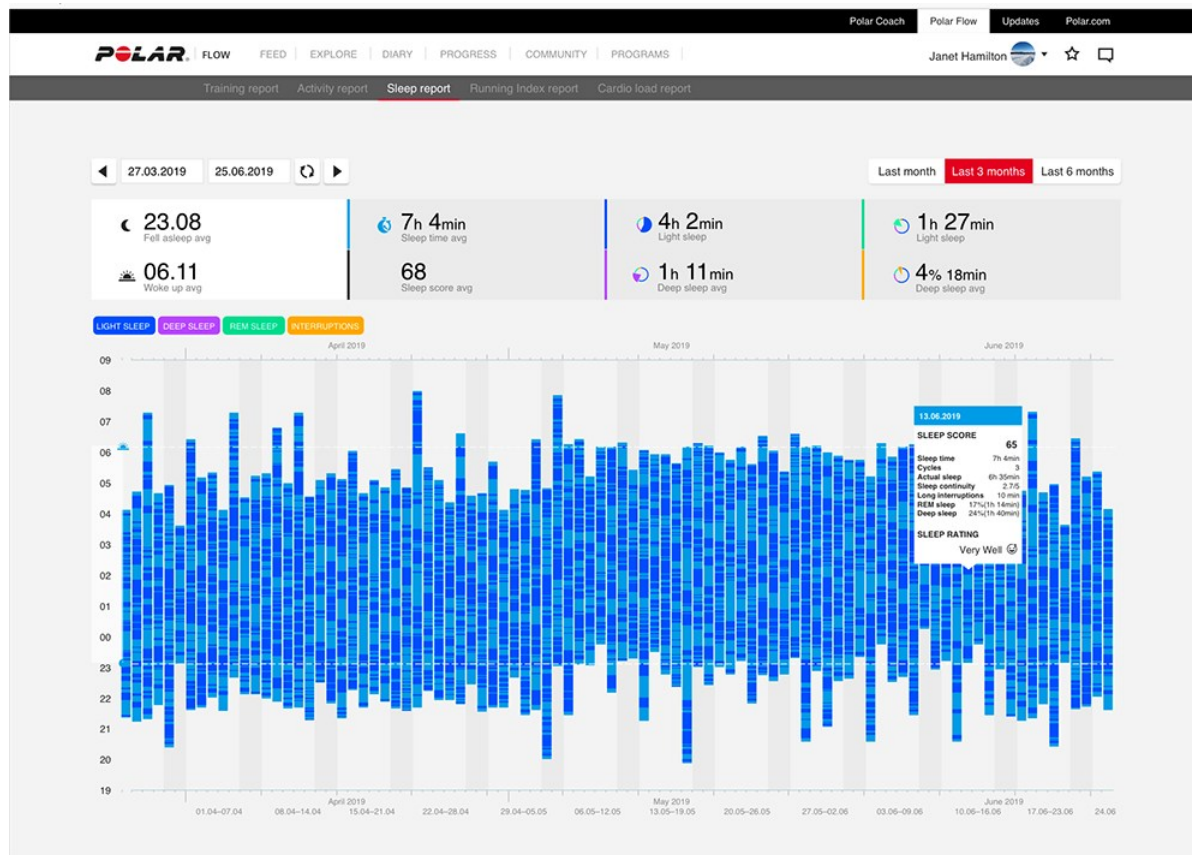 Polar Coach Polar Flow Updates Polar.com
POLAR FLOW FEED EXPLORE DIARY PROGRESS COMMUNITY PROGRAMS Janet Hamilton
Training report Activity report Sleep report Running Index report Cardio load report
27.03.2019 25.06.2019 Last month Last 3 months Last 6 months
23.08 7h 4min 4h 2min 1h 27min
Fell asleep avg Sleep time avg Light sleep Light sleep
06.11 68 1h 11min 4% 18min
Woke up avg Sleep score avg Deep sleep avg Deep sleep avg
LIGHT SLEEP DEEP SLEEP REM SLEEP INTERRUPTIONS
April 2019 May 2019 June 2019
09
08
07
06
05
04
03
02
01
00
23
22
21
20
19
13.06.2019
SLEEP SCORE
65
Sleep time 7h 4min
Cycles 3
Actual sleep 6h 35min
Sleep continuity 2.7/5
Long interruptions 10 min
REM sleep 17%(1h 14min)
Deep sleep 24%(1h 40min)
SLEEP RATING
Very Well
April 2019 May 2019 June 2019
01.04–07.04 08.04–14.04 15.04–21.04 22.04–28.04 29.04–05.05 06.05–12.05 13.05–19.05 20.05–26.05 27.05–02.06 03.06–09.06 10.06–16.06 17.06–23.06 24.06